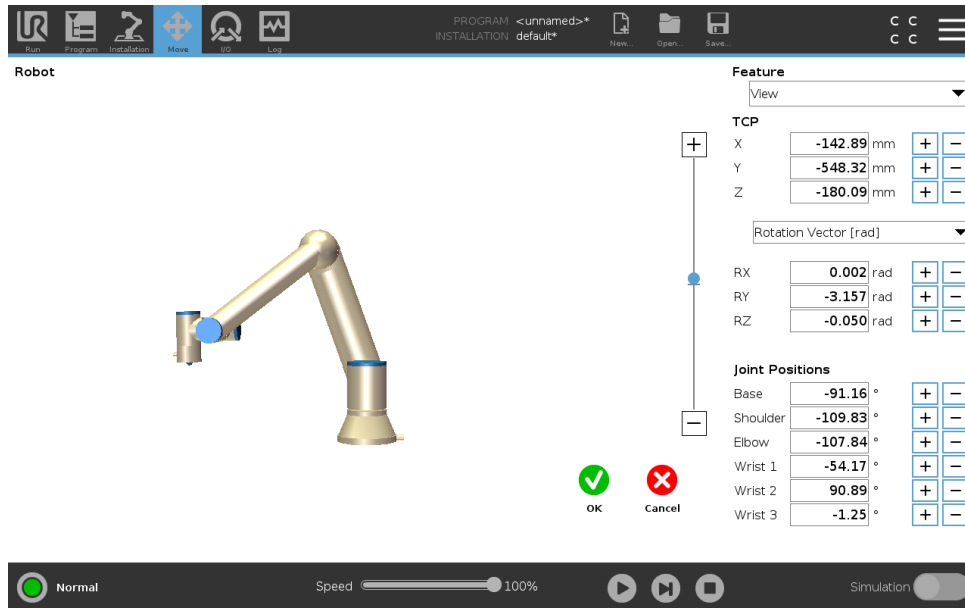 UR
PROGRAM <unnamed>*
INSTALLATION default*
Run Program Installation Move I/O Log New... Open... Save...
C C
C C
Robot
Feature
View
TCP
X -142.89 mm + −
Y -548.32 mm + −
Z -180.09 mm + −
Rotation Vector [rad]
RX 0.002 rad + −
RY -3.157 rad + −
RZ -0.050 rad + −
Joint Positions
Base -91.16 ° + −
Shoulder -109.83 ° + −
Elbow -107.84 ° + −
Wrist 1 -54.17 ° + −
Wrist 2 90.89 ° + −
Wrist 3 -1.25 ° + −
+
−
OK Cancel
Normal Speed 100% Simulation